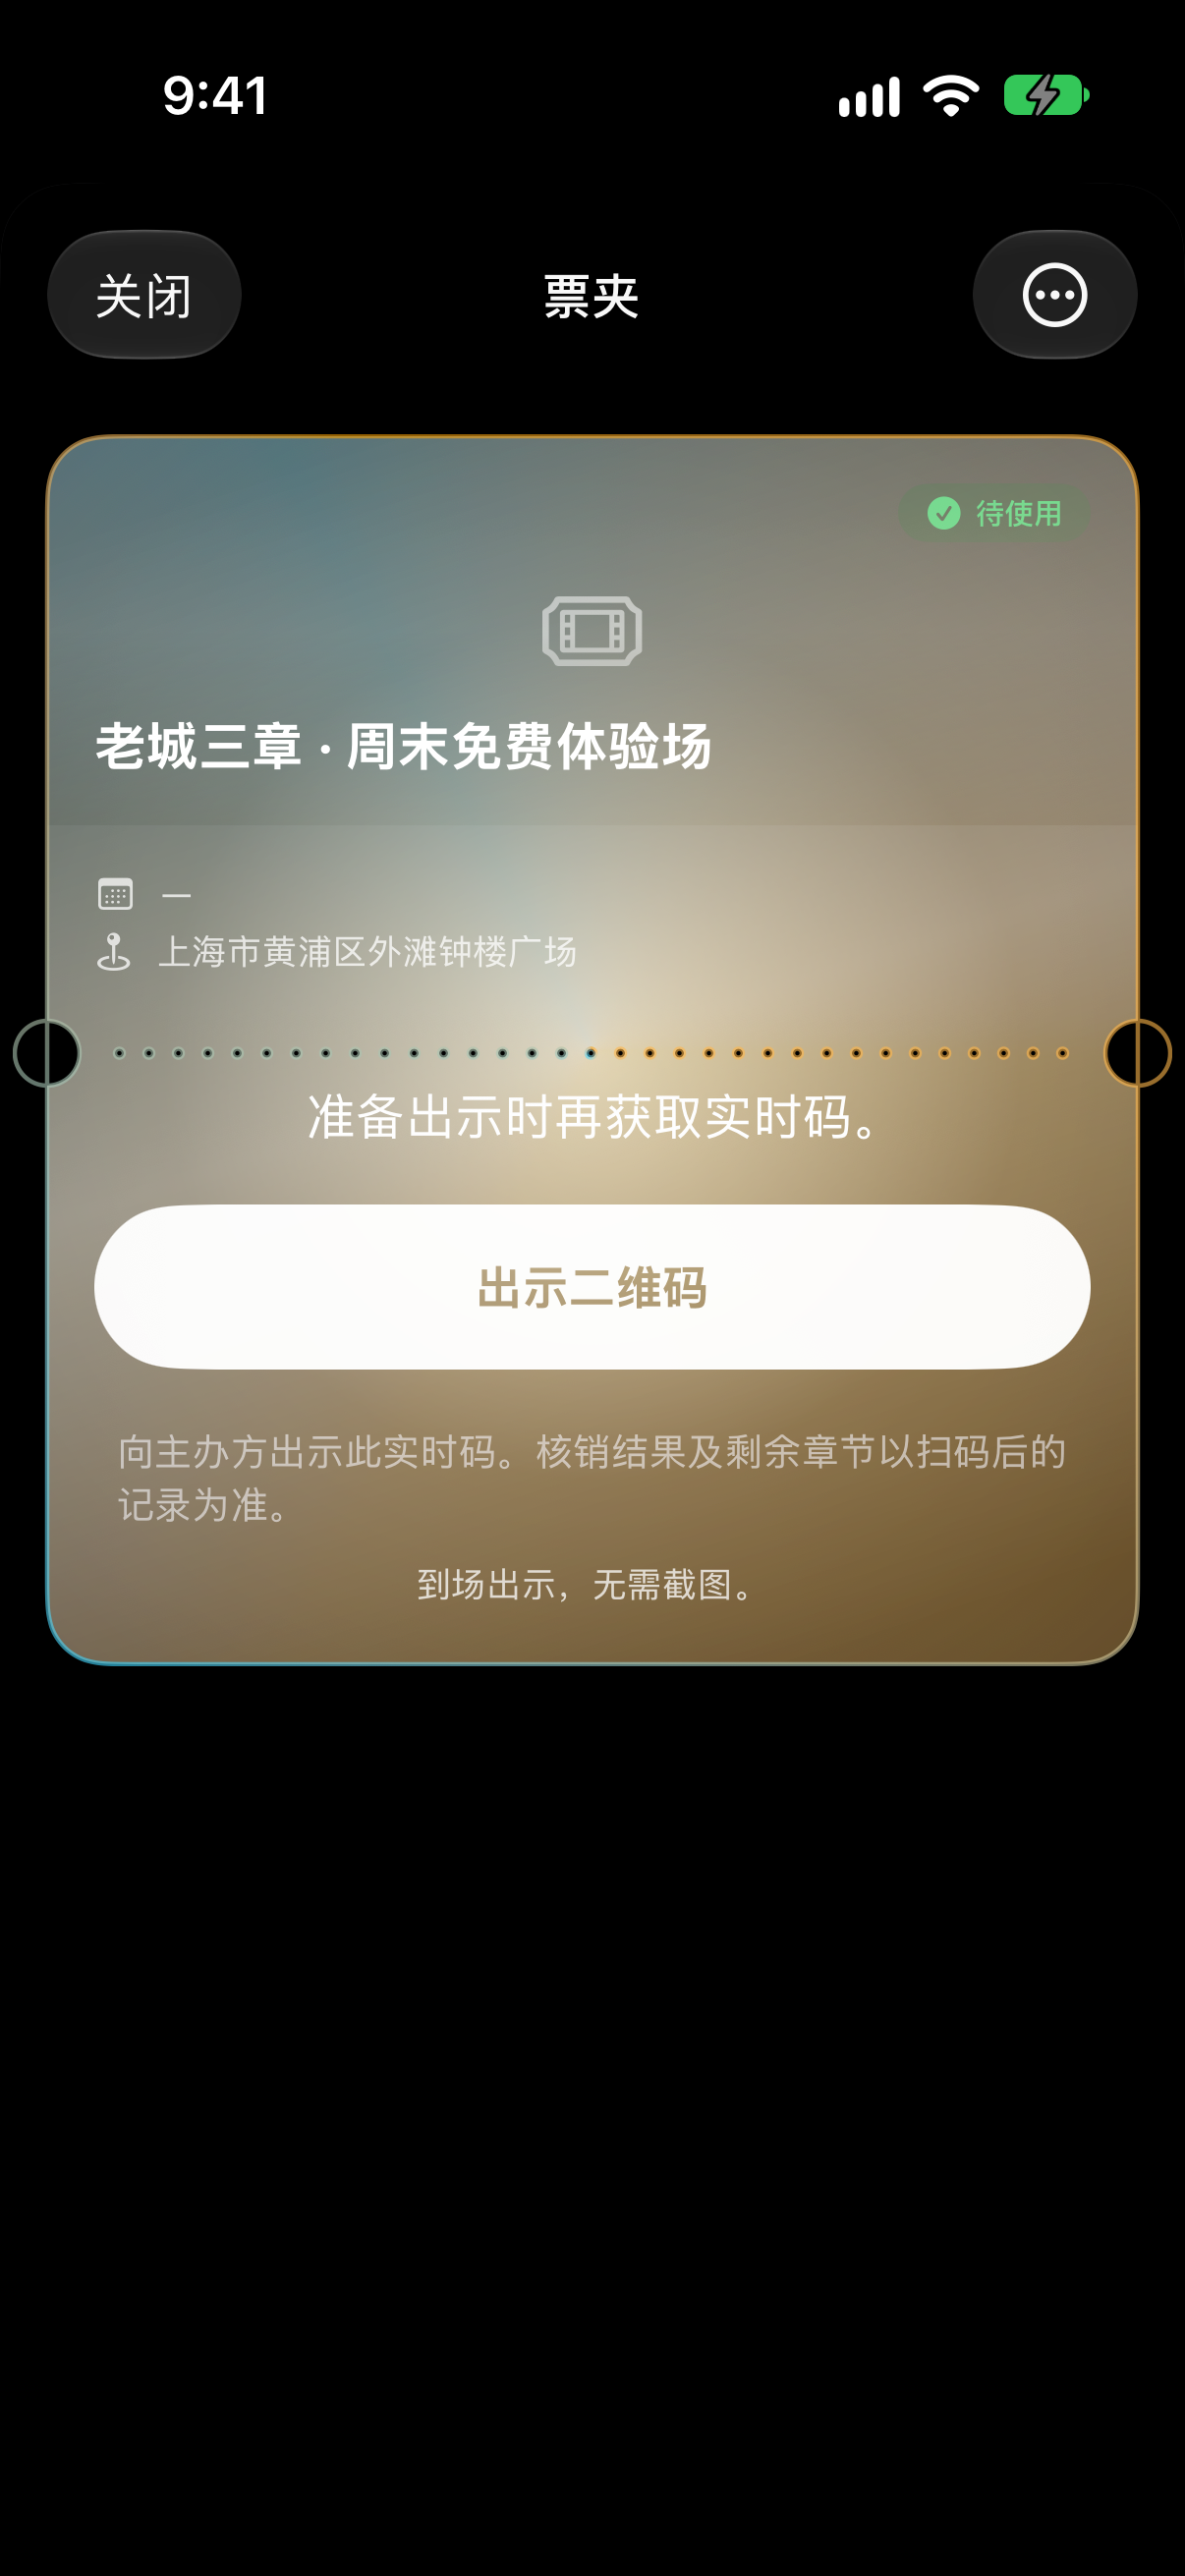 9:41
关闭
票夹
待使用
老城三章 · 周末免费体验场
—
上海市黄浦区外滩钟楼广场
准备出示时再获取实时码。
出示二维码
向主办方出示此实时码。核销结果及剩余章节以扫码后的
记录为准。
到场出示，无需截图。